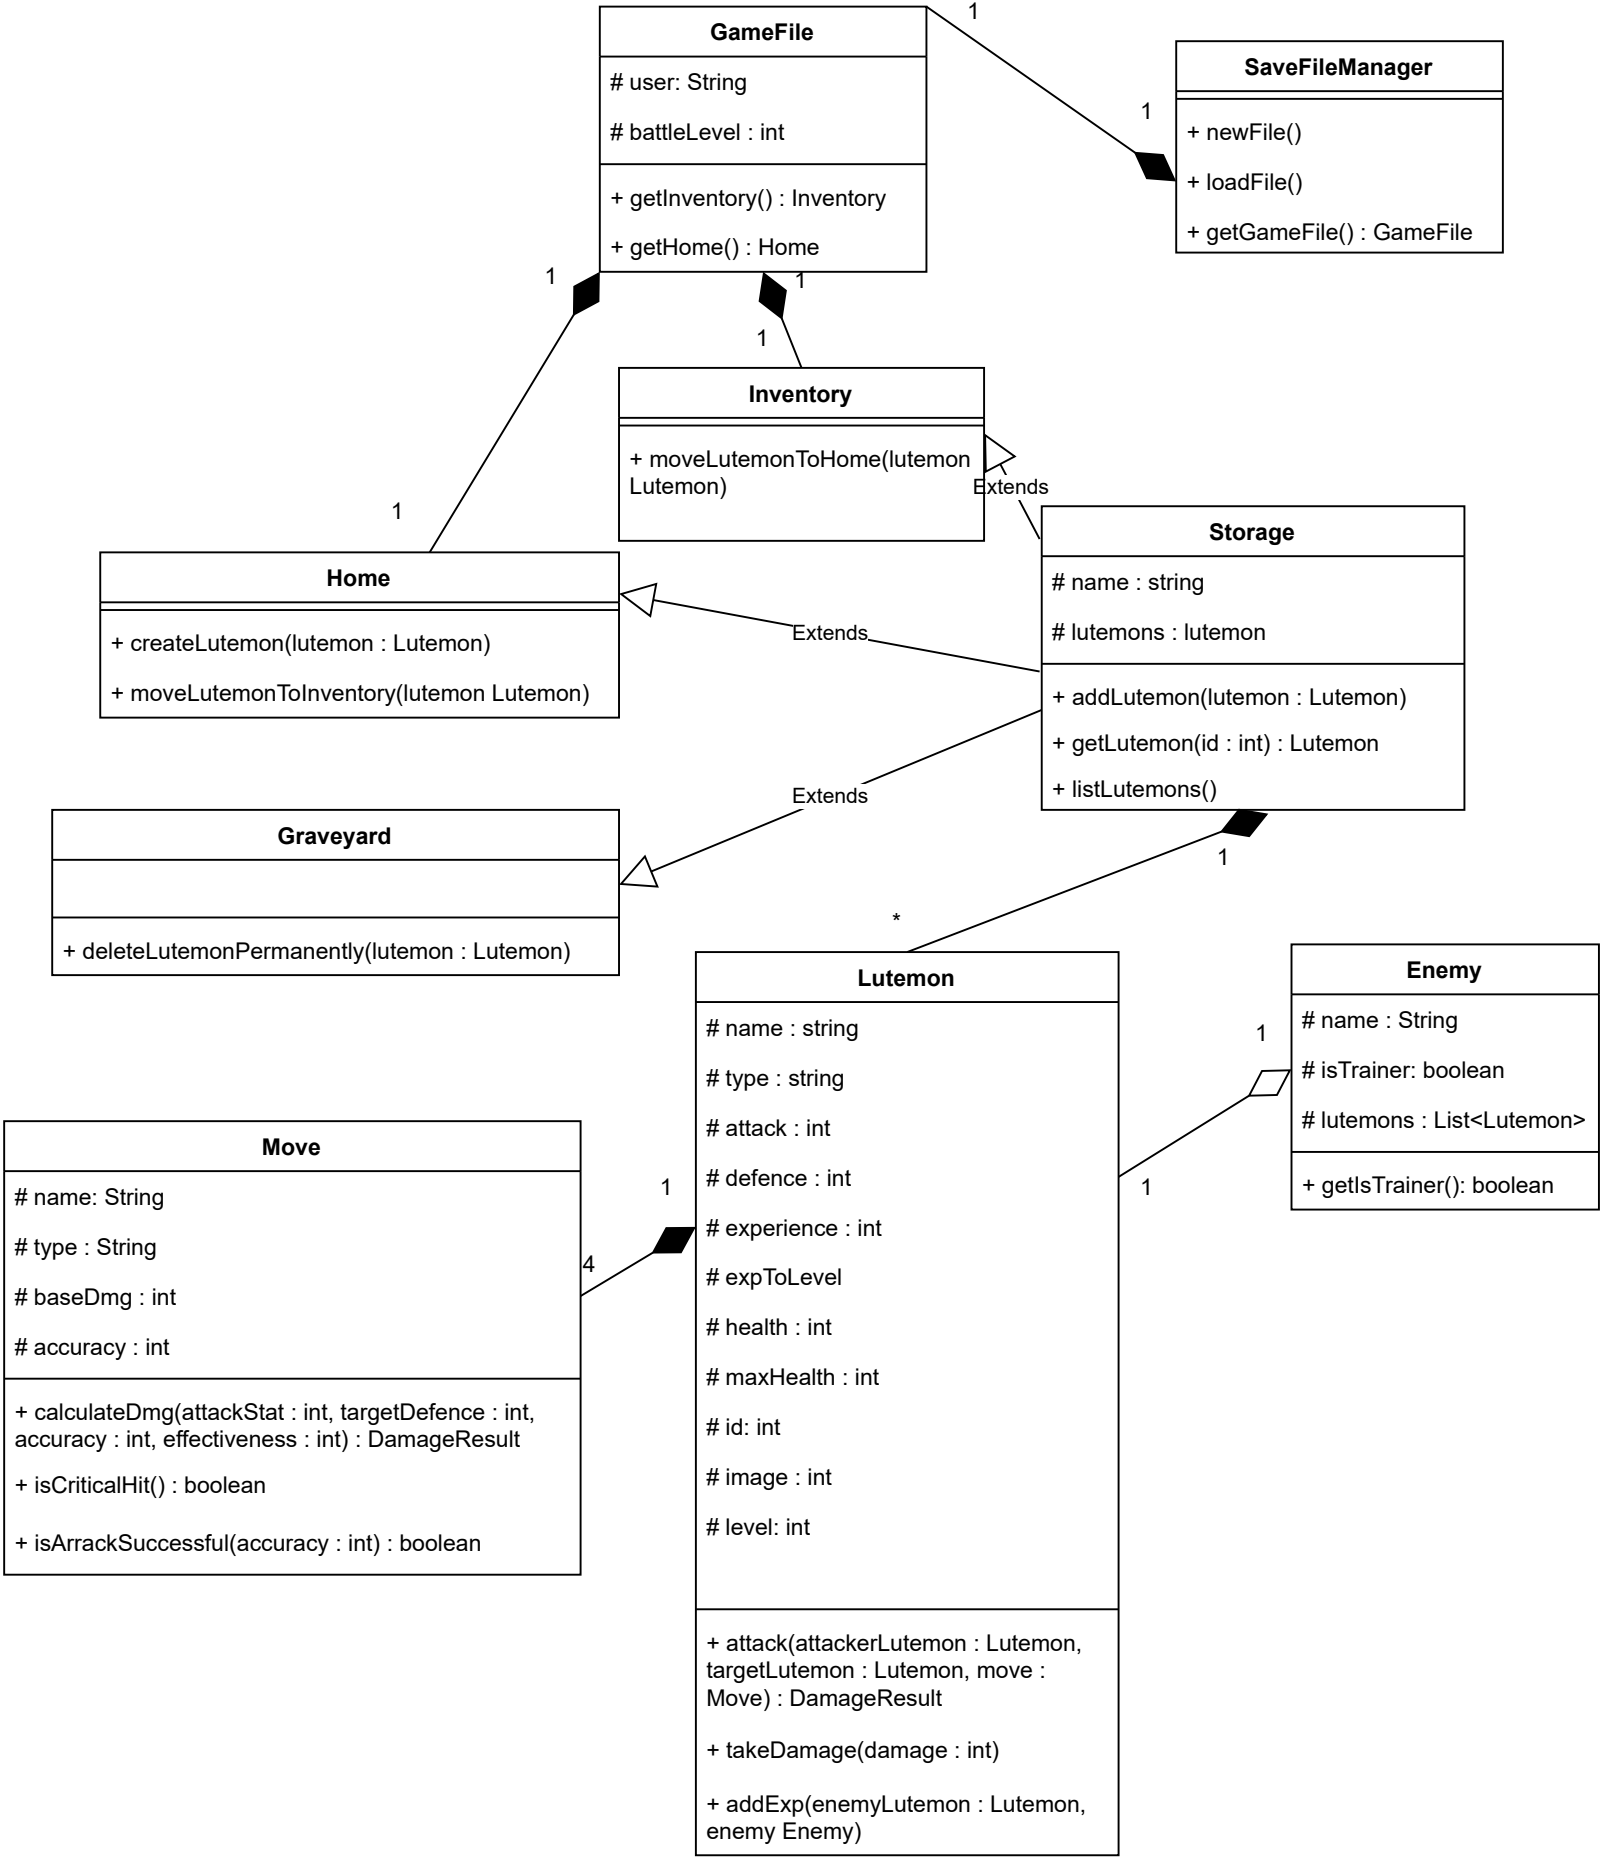 GameFile
# user: String
# battleLevel : int
+ getInventory() : Inventory
+ getHome() : Home
1
1
SaveFileManager
+ newFile()
+ loadFile()
+ getGameFile() : GameFile
1
1
1
1
Inventory
+ moveLutemonToHome(lutemon
Lutemon)
Extends
Home
+ createLutemon(lutemon : Lutemon)
+ moveLutemonToInventory(lutemon Lutemon)
Extends
Storage
# name : string
# lutemons : lutemon
+ addLutemon(lutemon : Lutemon)
+ getLutemon(id : int) : Lutemon
+ listLutemons()
Extends
Graveyard
+ deleteLutemonPermanently(lutemon : Lutemon)
1
*
Lutemon
# name : string
# type : string
# attack : int
# defence : int
# experience : int
# expToLevel
# health : int
# maxHealth : int
# id: int
# image : int
# level: int
+ attack(attackerLutemon : Lutemon,
targetLutemon : Lutemon, move :
Move) : DamageResult
+ takeDamage(damage : int)
+ addExp(enemyLutemon : Lutemon,
enemy Enemy)
Enemy
# name : String
# isTrainer: boolean
# lutemons : List<Lutemon>
+ getIsTrainer(): boolean
1
1
1
4
Move
# name: String
# type : String
# baseDmg : int
# accuracy : int
+ calculateDmg(attackStat : int, targetDefence : int,
accuracy : int, effectiveness : int) : DamageResult
+ isCriticalHit() : boolean
+ isArrackSuccessful(accuracy : int) : boolean